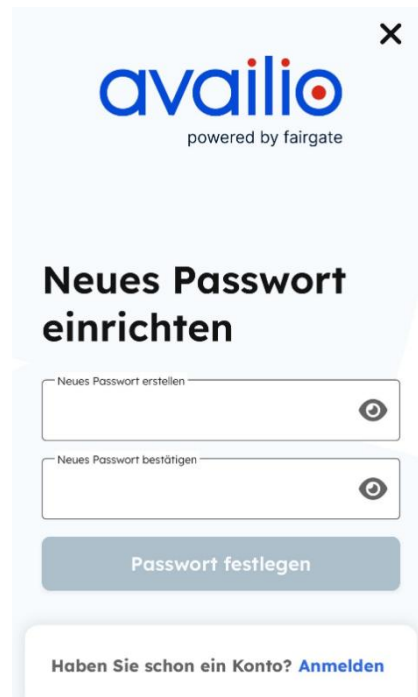 availio
powered by fairgate
Neues Passwort
einrichten
Neues Passwort erstellen
Neues Passwort bestätigen
Passwort festlegen
Haben Sie schon ein Konto? Anmelden